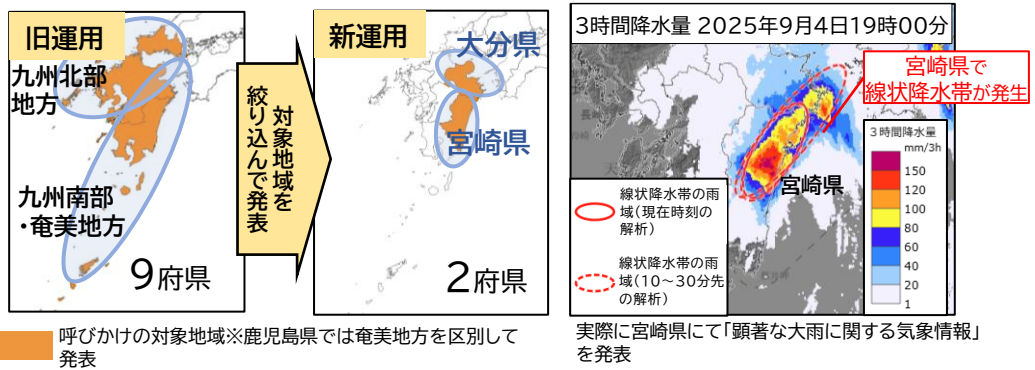 旧運用
九州北部
地方
九州南部
・奄美地方
9府県
対象地域を
絞り込んで発表
新運用
大分県
宮崎県
2府県
呼びかけの対象地域※鹿児島県では奄美地方を区別して
発表
3時間降水量 2025年9月4日19時00分
宮崎県で
線状降水帯が発生
宮崎県
線状降水帯の雨
域(現在時刻の
解析)
線状降水帯の雨
域(10～30分先
の解析)
3時間降水量
mm/3h
150
120
100
80
60
40
20
1
実際に宮崎県にて「顕著な大雨に関する気象情報」
を発表